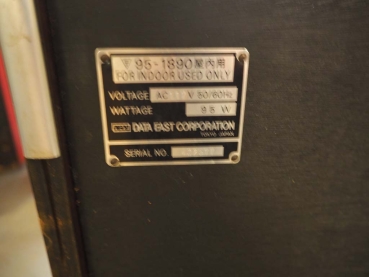 〒95-1890屋内用
FOR INDOOR USED ONLY
VOLTAGE AC V 50/60Hz
WATTAGE 95 W
DATA EAST CORPORATION
TOKYO, JAPAN
SERIAL NO.